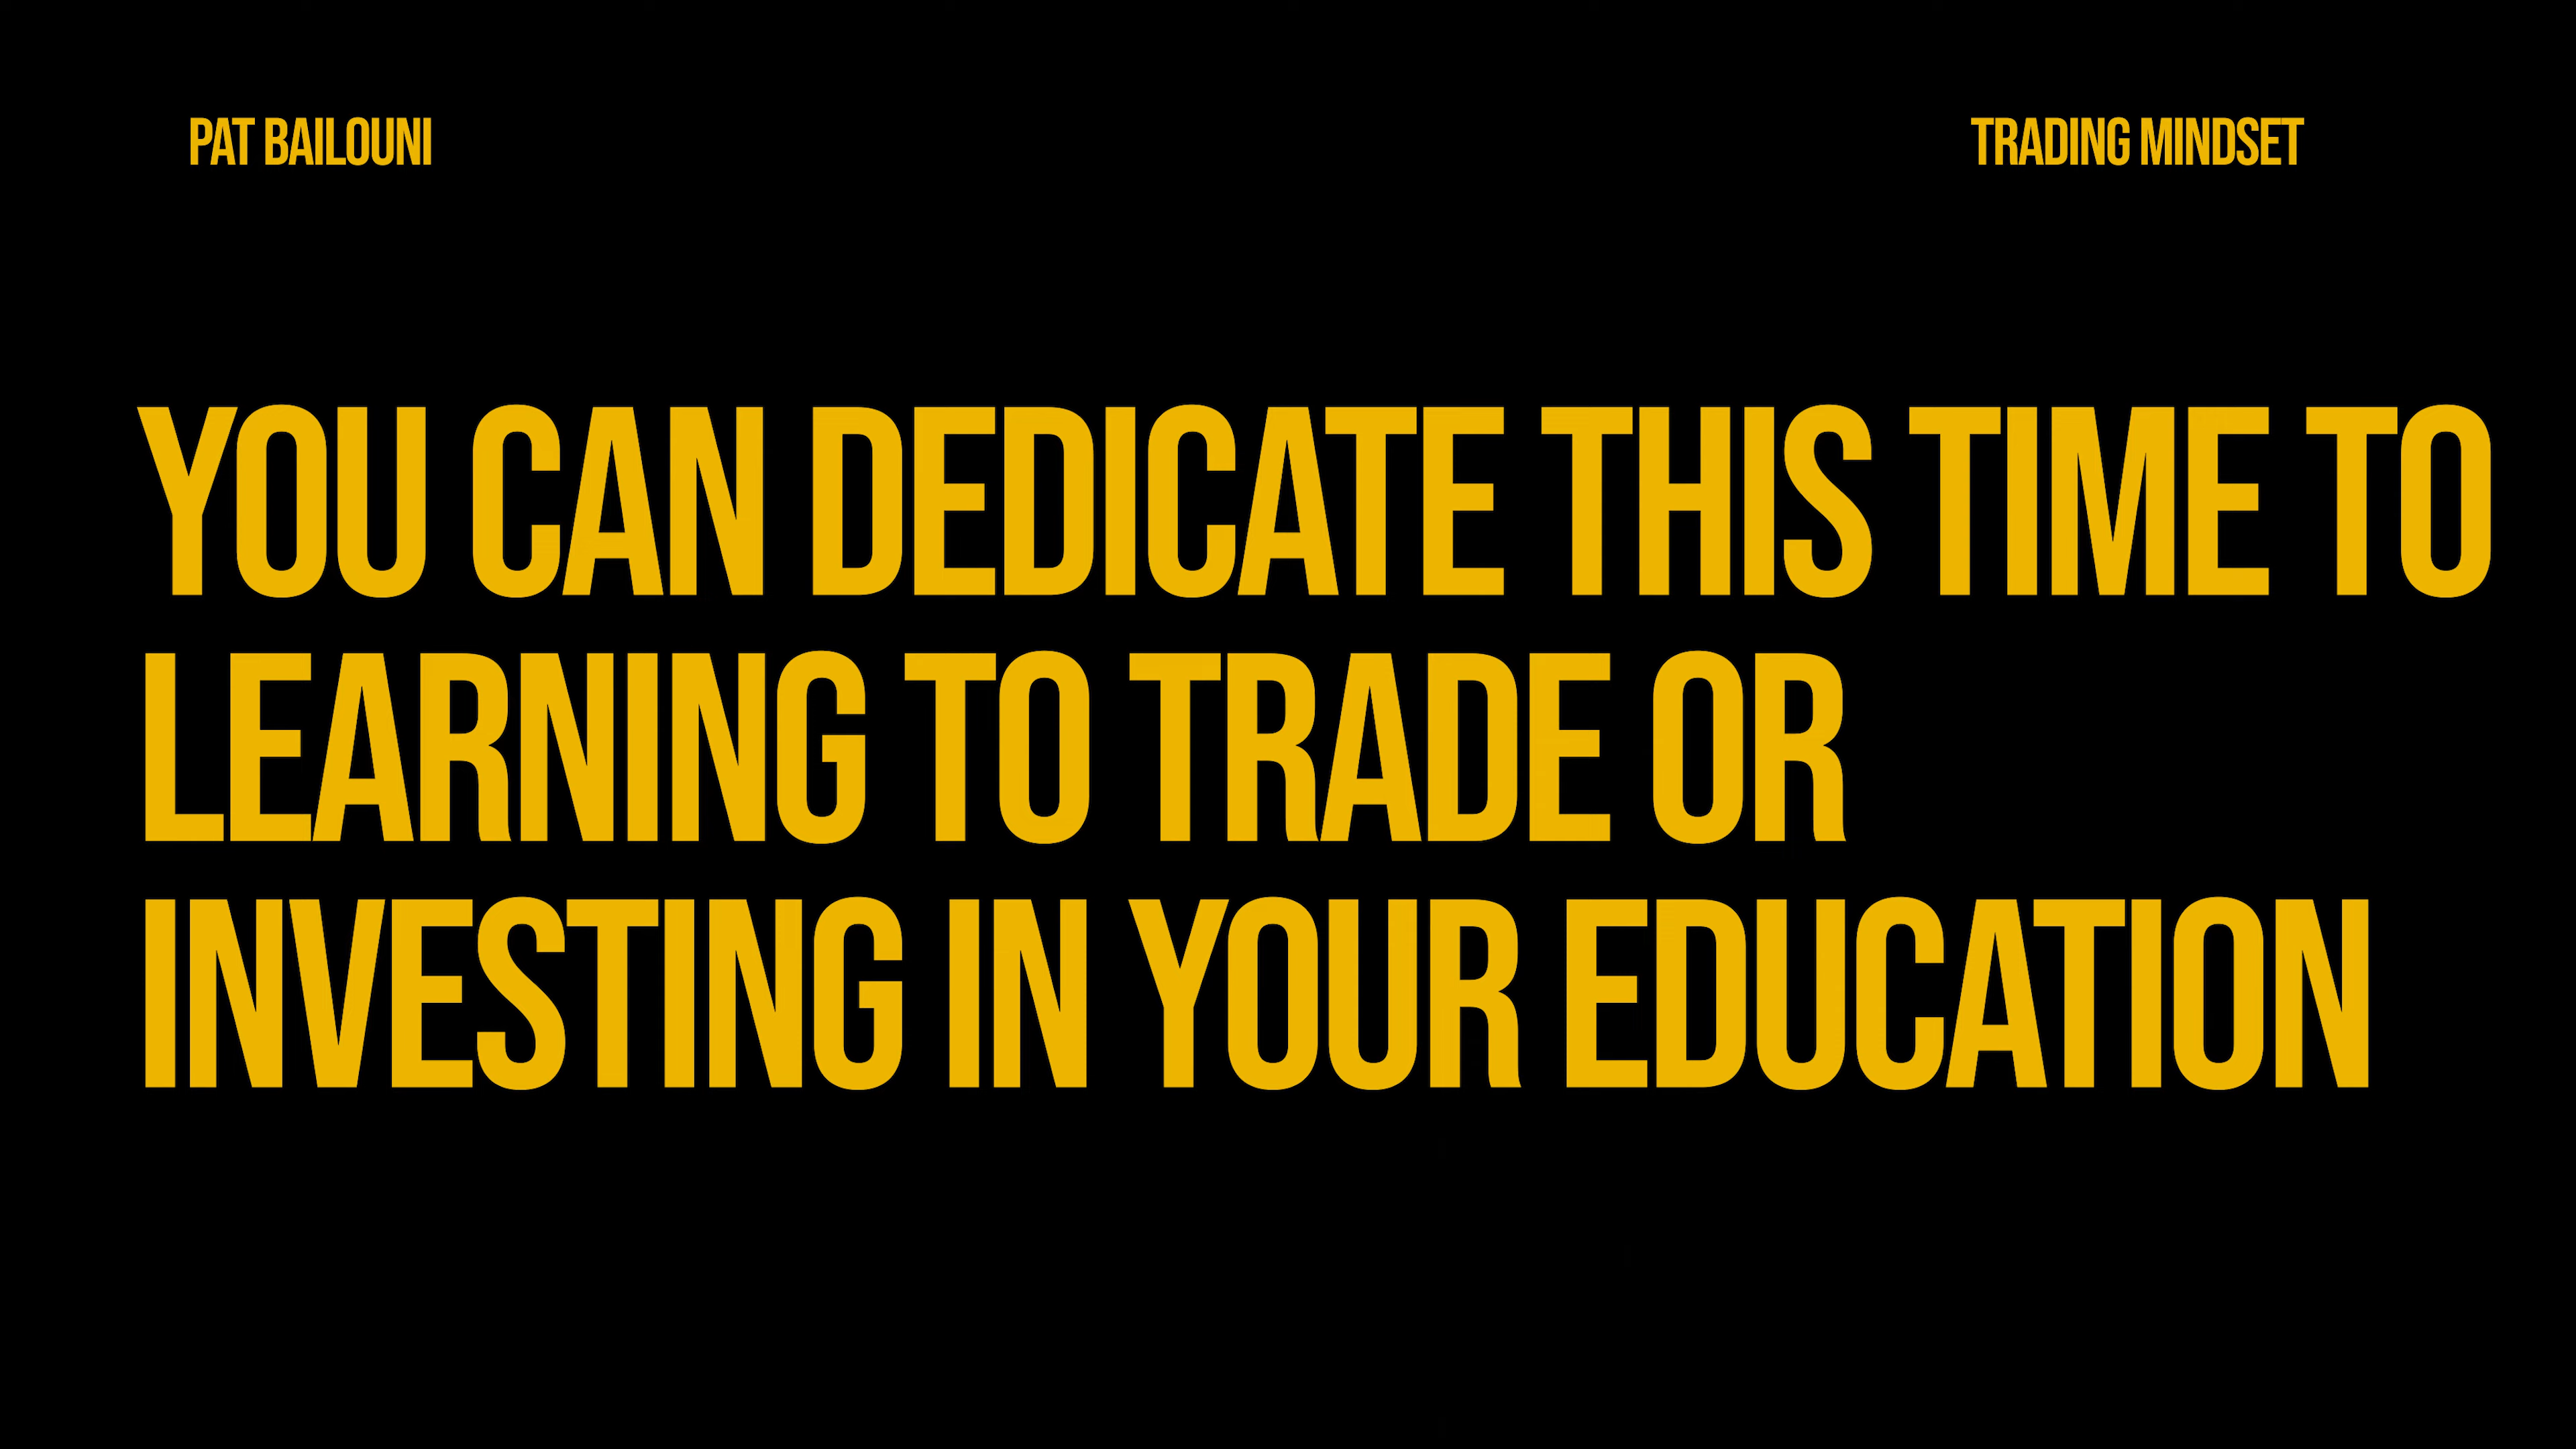 PAT BAILOUNI
TRADING MINDSET
YOU CAN DEDICATE THIS TIME TO
LEARNING TO TRADE OR
INVESTING IN YOUR EDUCATION